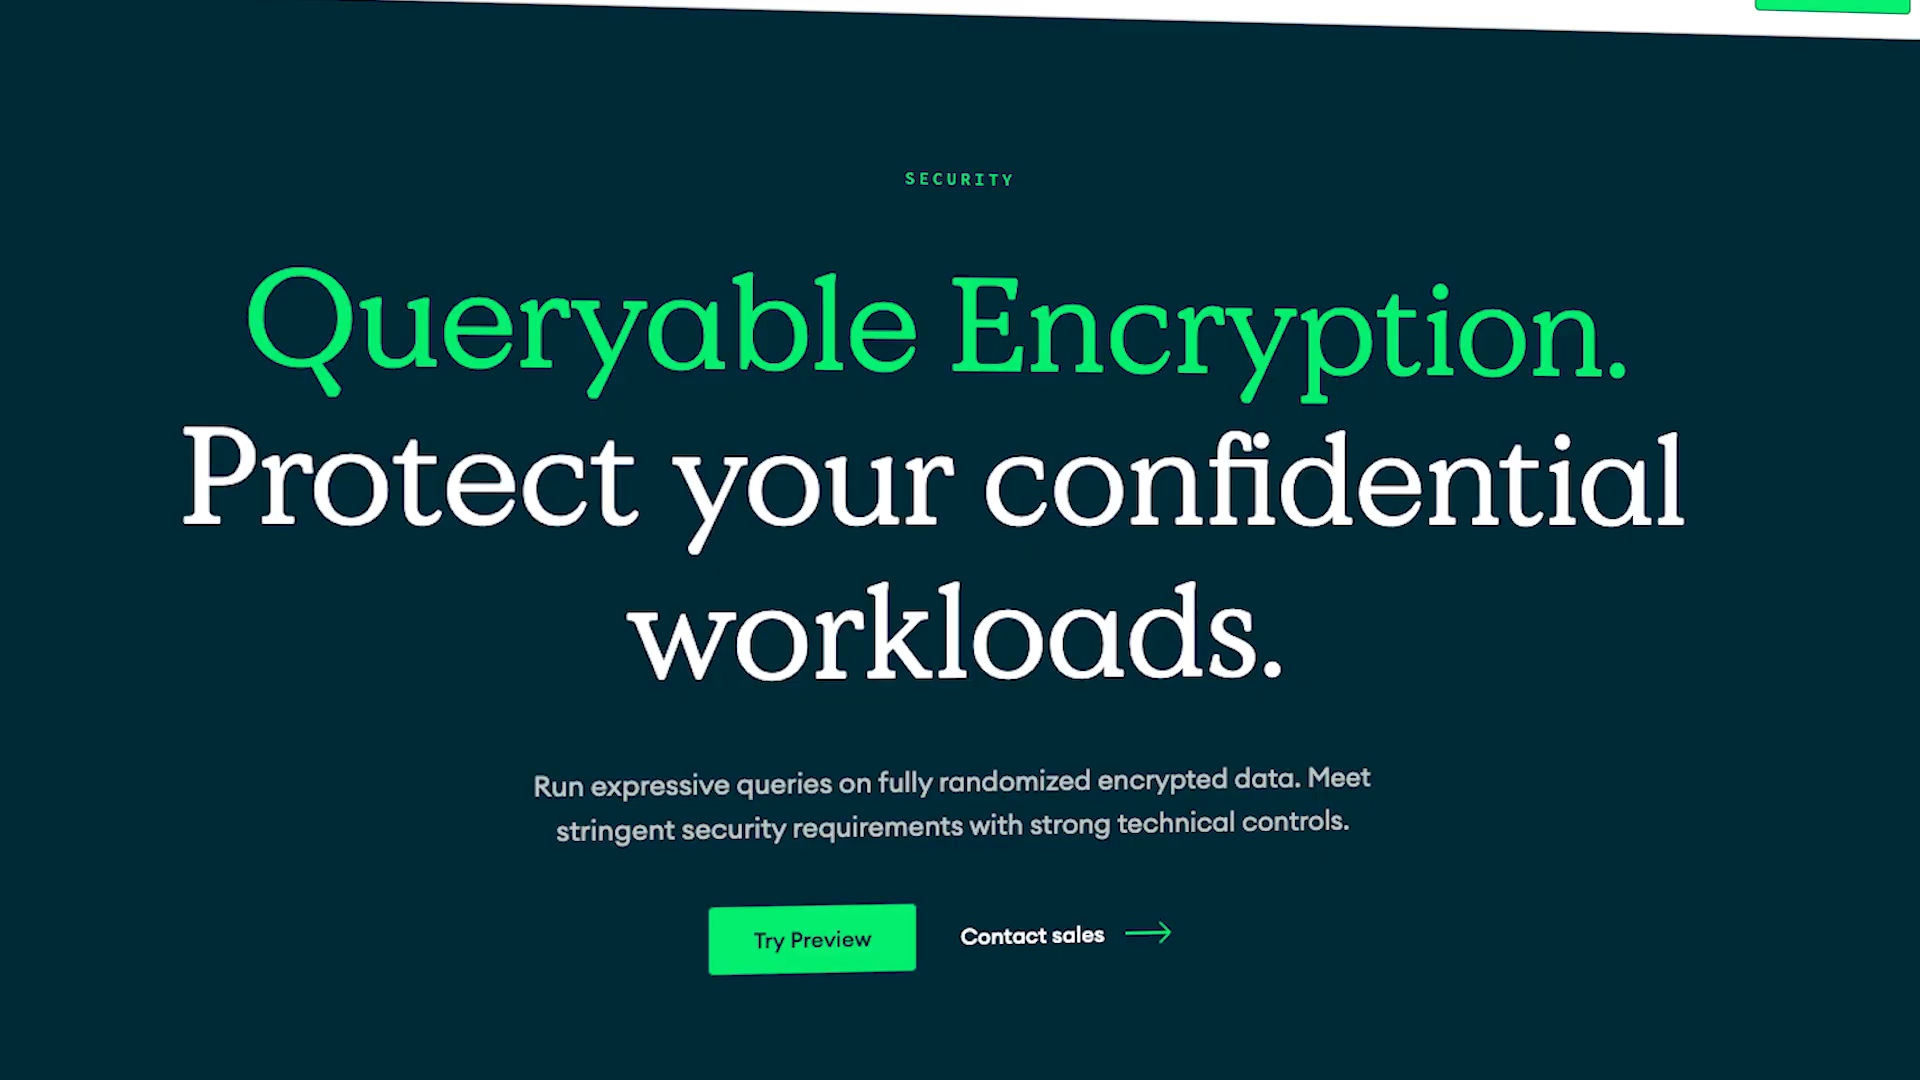 SECURITY
Queryable Encryption.
Protect your confidential
workloads.
Run expressive queries on fully randomized encrypted data. Meet
stringent security requirements with strong technical controls.
Try Preview
Contact sales